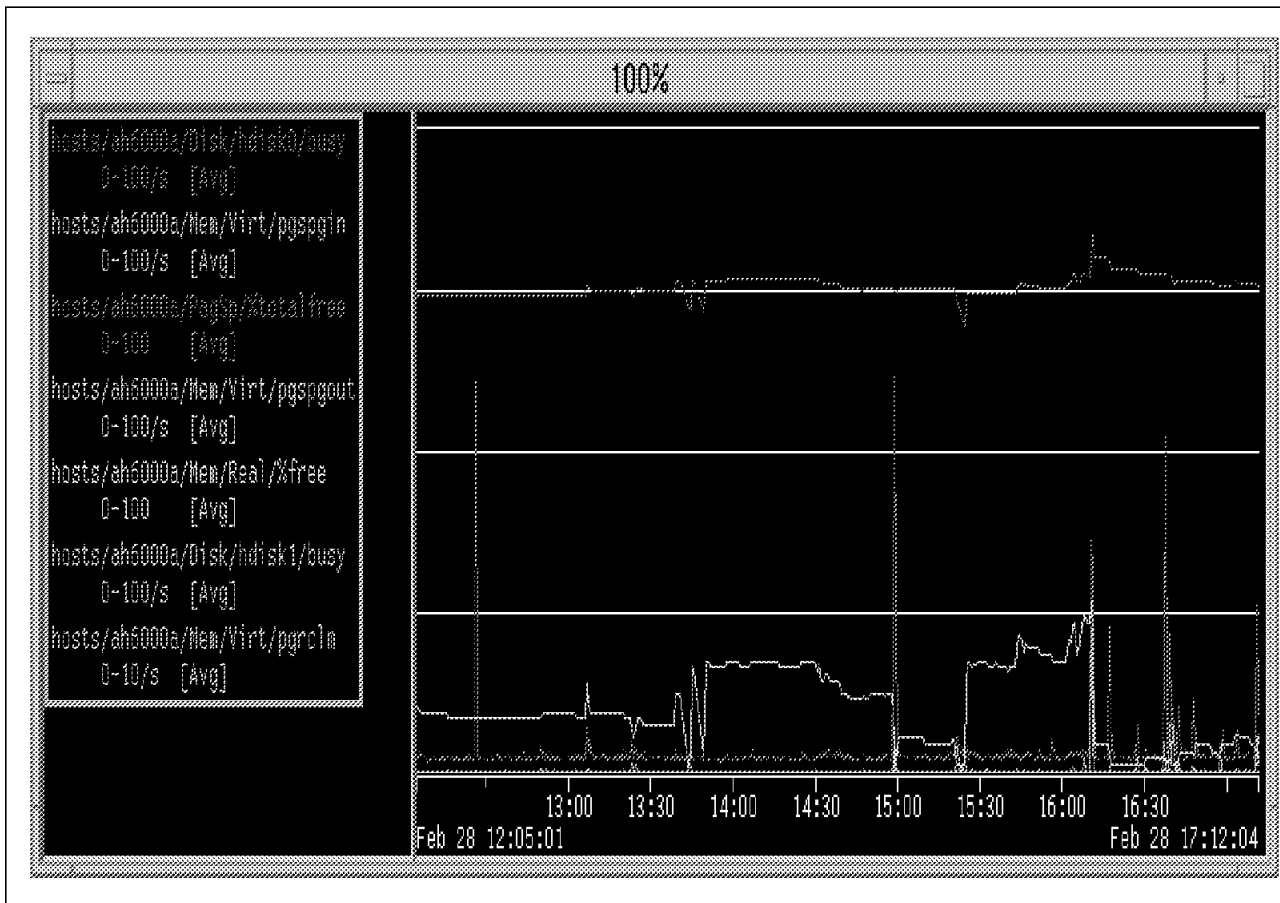 100%
hosts/ah6000a/Disk/hdisk0/busy
0-100/s [Avg]
hosts/ah6000a/Mem/Virt/pgspgin
0-100/s [Avg]
hosts/ah6000a/PagSp/%totalfree
0-100 [Avg]
hosts/ah6000a/Mem/Virt/pgspgout
0-100/s [Avg]
hosts/ah6000a/Mem/Real/%free
0-100 [Avg]
hosts/ah6000a/Disk/hdisk1/busy
0-100/s [Avg]
hosts/ah6000a/Mem/Virt/pgrclm
0-10/s [Avg]
13:00 13:30 14:00 14:30 15:00 15:30 16:00 16:30
Feb 28 12:05:01 Feb 28 17:12:04